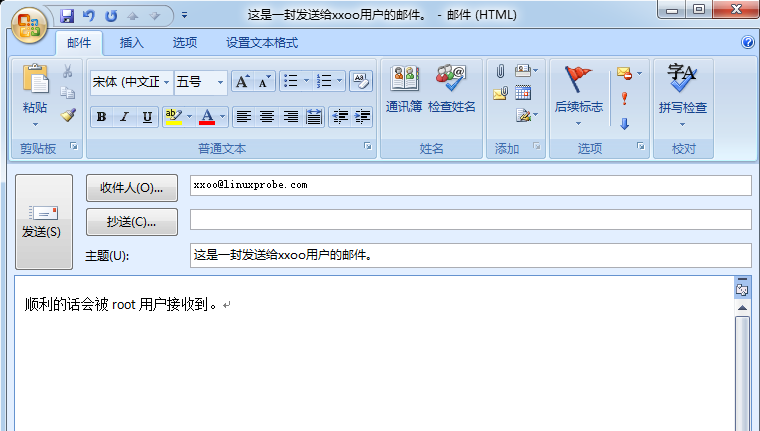 这是一封发送给xxoo用户的邮件。 - 邮件 (HTML)
邮件 插入 选项 设置文本格式
粘贴
剪贴板
宋体 (中文正 五号
B I U ab A
普通文本
通讯簿 检查姓名
姓名
添加
后续标志
选项
字A
拼写检查
校对
发送(S)
收件人(O)... xxoo@linuxprobe.com
抄送(C)...
主题(U): 这是一封发送给xxoo用户的邮件。
顺利的话会被 root 用户接收到。